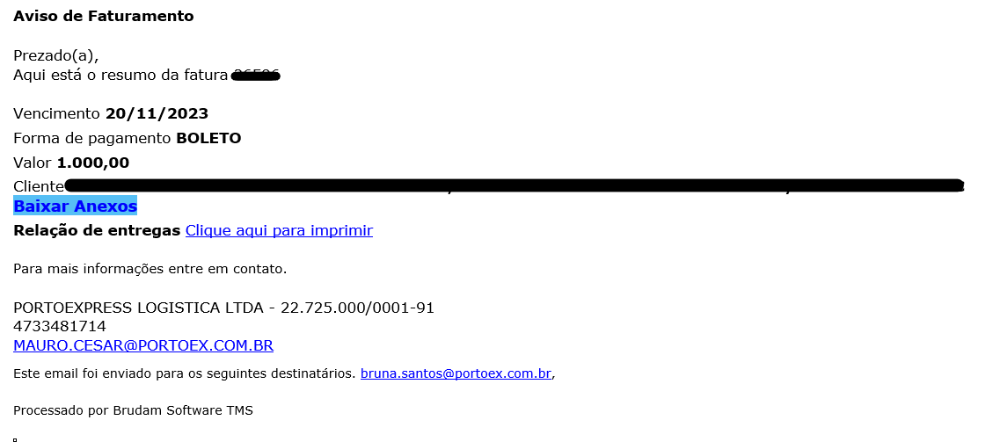 Aviso de Faturamento
Prezado(a),
Aqui está o resumo da fatura
Vencimento 20/11/2023
Forma de pagamento BOLETO
Valor 1.000,00
Cliente
Baixar Anexos
Relação de entregas Clique aqui para imprimir
Para mais informações entre em contato.
PORTOEXPRESS LOGISTICA LTDA - 22.725.000/0001-91
4733481714
MAURO.CESAR@PORTOEX.COM.BR
Este email foi enviado para os seguintes destinatários. bruna.santos@portoex.com.br,
Processado por Brudam Software TMS